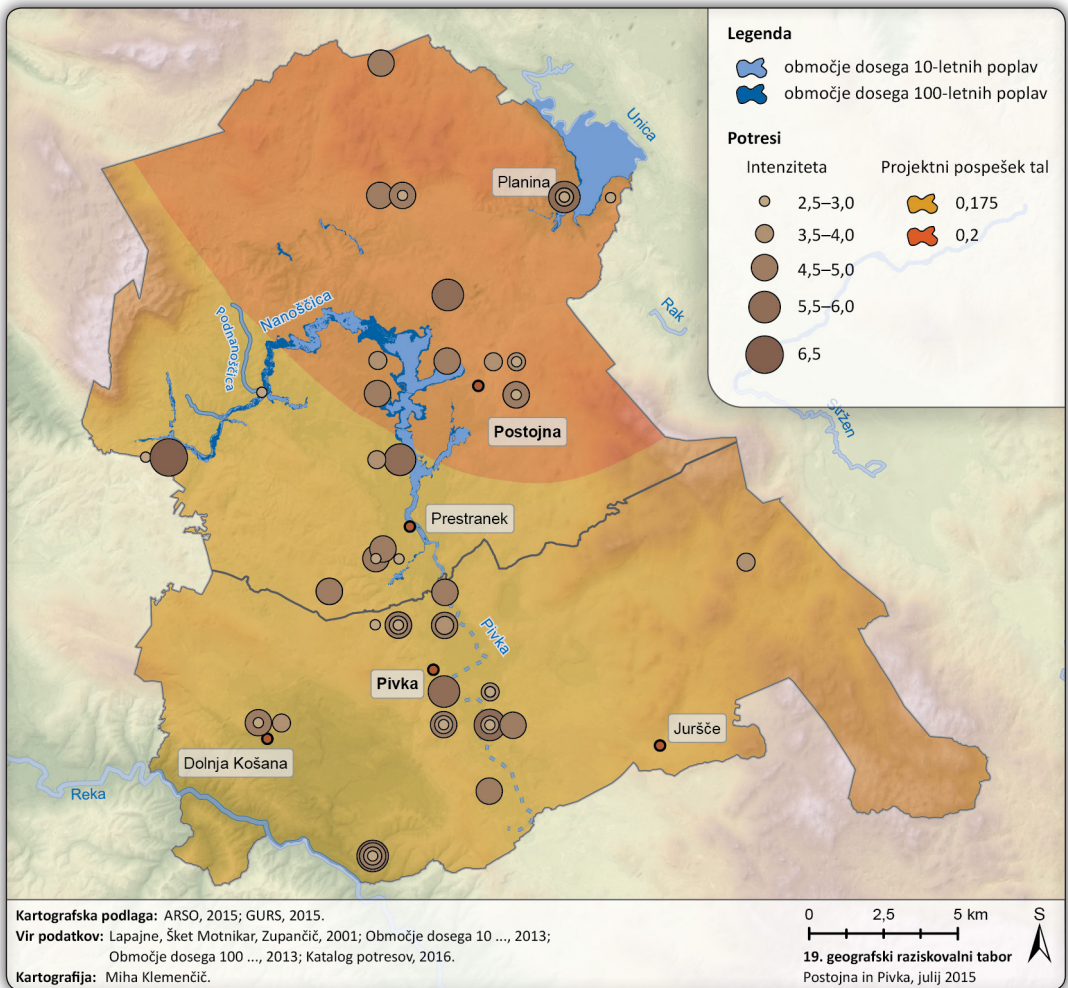 Legenda
območje dosega 10-letnih poplav
območje dosega 100-letnih poplav
Potresi
Intenziteta
Projektni pospešek tal
2,5–3,0
3,5–4,0
4,5–5,0
5,5–6,0
6,5
0,175
0,2
Unica
Planina
Rak
Nanoščica
Podnanoščica
Stržen
Postojna
Prestranek
Pivka
Pivka
Juršče
Dolnja Košana
Reka
Kartografska podlaga: ARSO, 2015; GURS, 2015.
Vir podatkov: Lapajne, Šket Motnikar, Zupančič, 2001; Območje dosega 10 ..., 2013;
Območje dosega 100 ..., 2013; Katalog potresov, 2016.
Kartografija: Miha Klemenčič.
0 2,5 5 km
S
19. geografski raziskovalni tabor
Postojna in Pivka, julij 2015